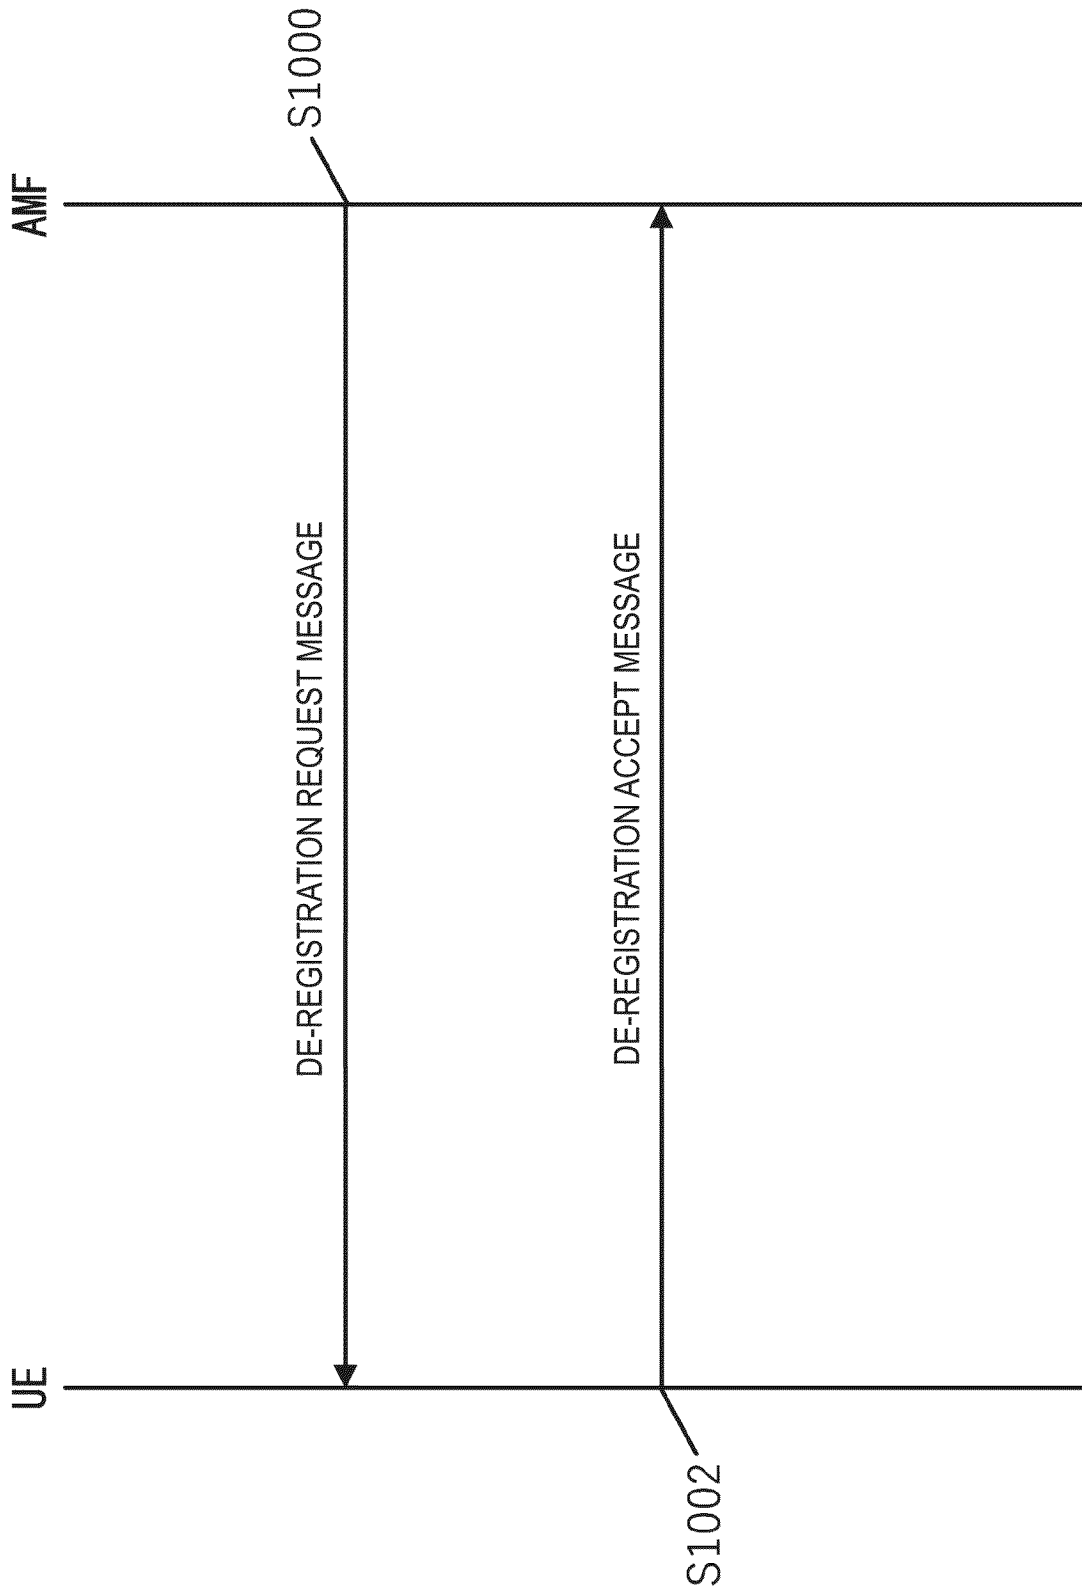 UE
AMF
S1000
DE-REGISTRATION REQUEST MESSAGE
DE-REGISTRATION ACCEPT MESSAGE
S1002